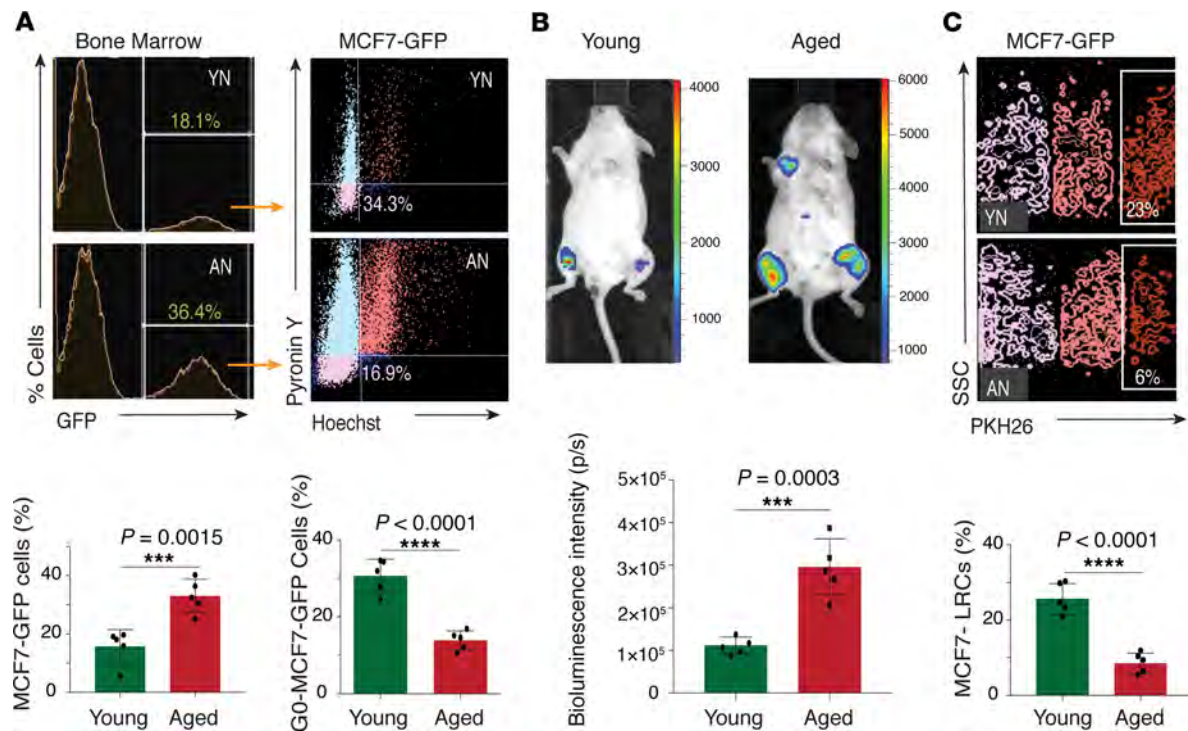 A
Bone Marrow
MCF7-GFP
YN
18.1%
AN
36.4%
% Cells
GFP
YN
34.3%
AN
16.9%
Pyronin Y
Hoechst
MCF7-GFP cells (%)
P = 0.0015
***
40
20
0
Young Aged
G0-MCF7-GFP Cells (%)
P < 0.0001
****
40
20
0
Young Aged
B
Young
Aged
4000
3000
2000
1000
6000
5000
4000
3000
2000
1000
Bioluminescence intensity (p/s)
P = 0.0003
***
5×10⁵
4×10⁵
3×10⁵
2×10⁵
1×10⁵
0
Young Aged
C
MCF7-GFP
YN
23%
AN
6%
SSC
PKH26
MCF7- LRCs (%)
P < 0.0001
****
40
20
0
Young Aged